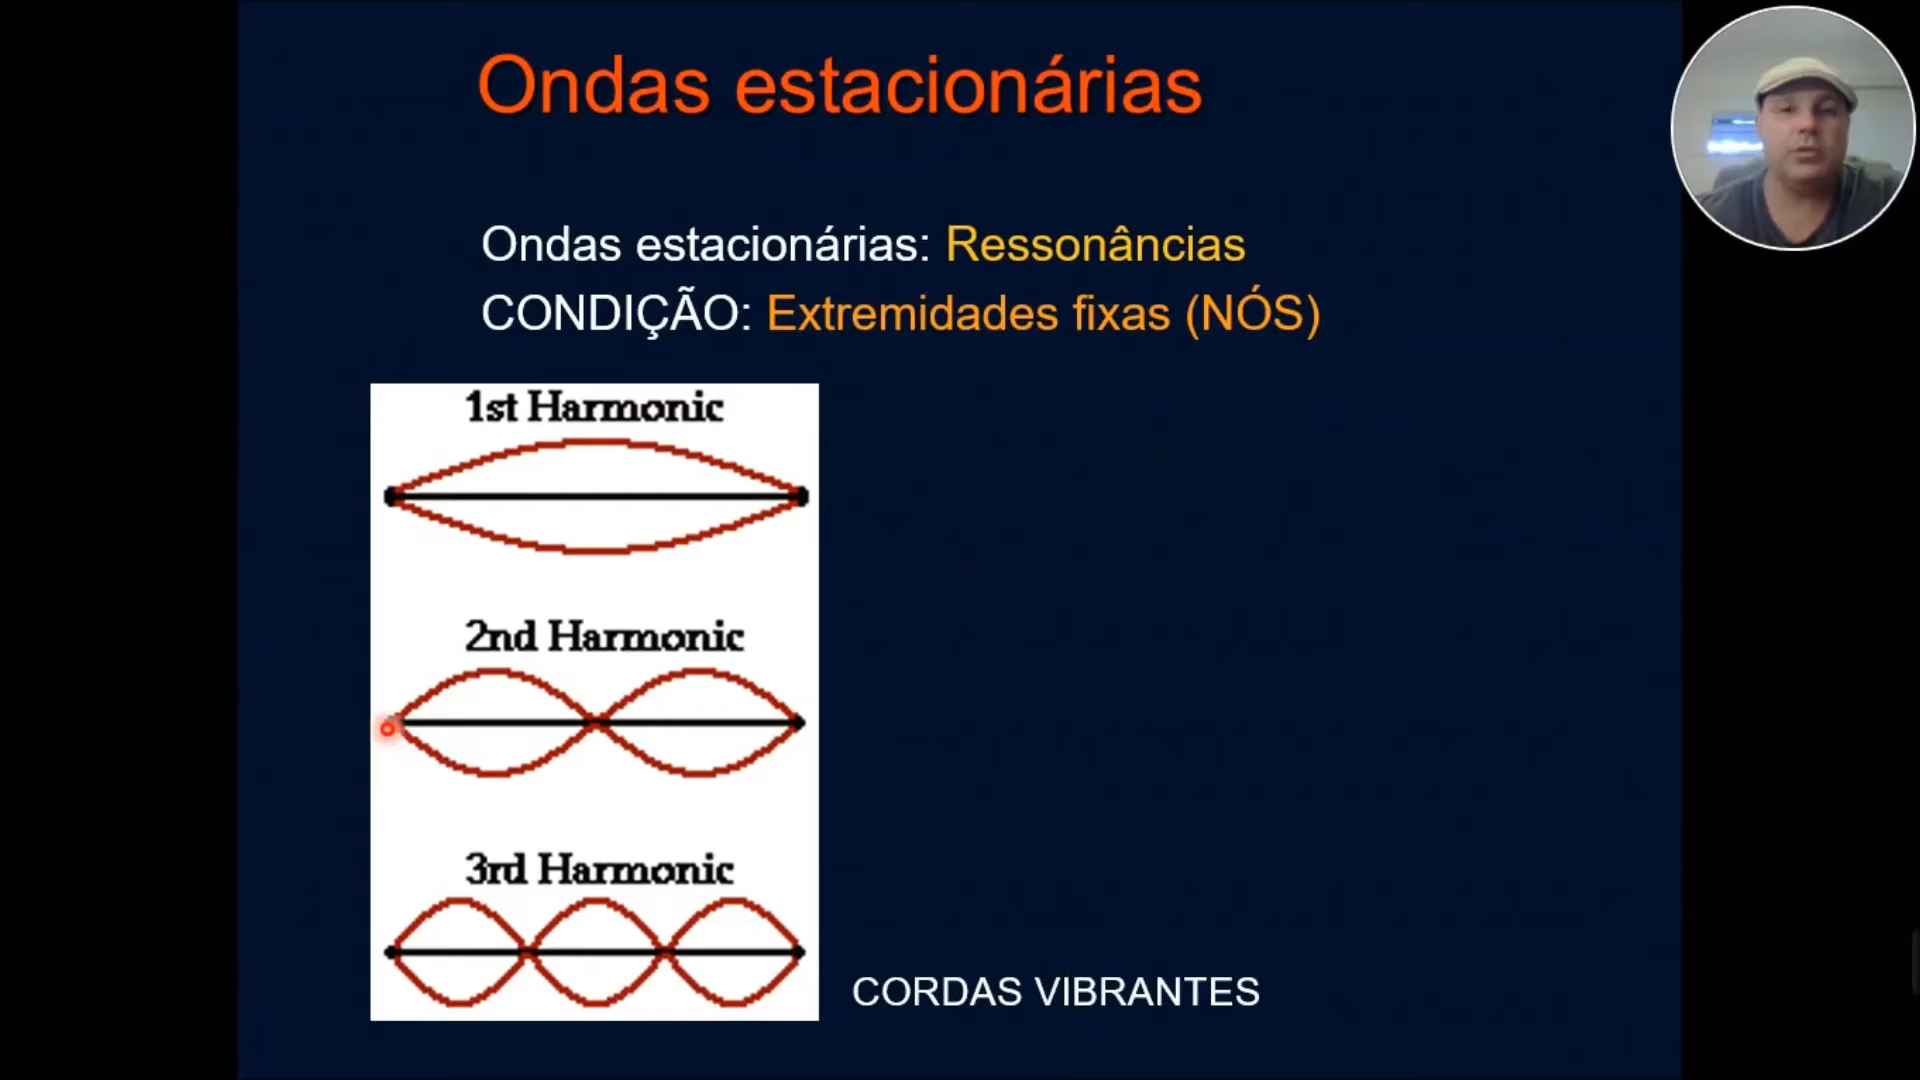 Ondas estacionárias
Ondas estacionárias: Ressonâncias
CONDIÇÃO: Extremidades fixas (NÓS)
1st Harmonic
2nd Harmonic
3rd Harmonic
CORDAS VIBRANTES